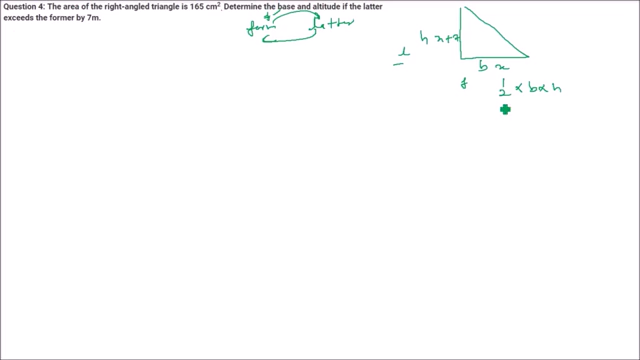 Question 4: The area of the right-angled triangle is 165 cm². Determine the base and altitude if the latter
exceeds the former by 7m.
latter
h x+7
l
b x
f
1/2 × b × h